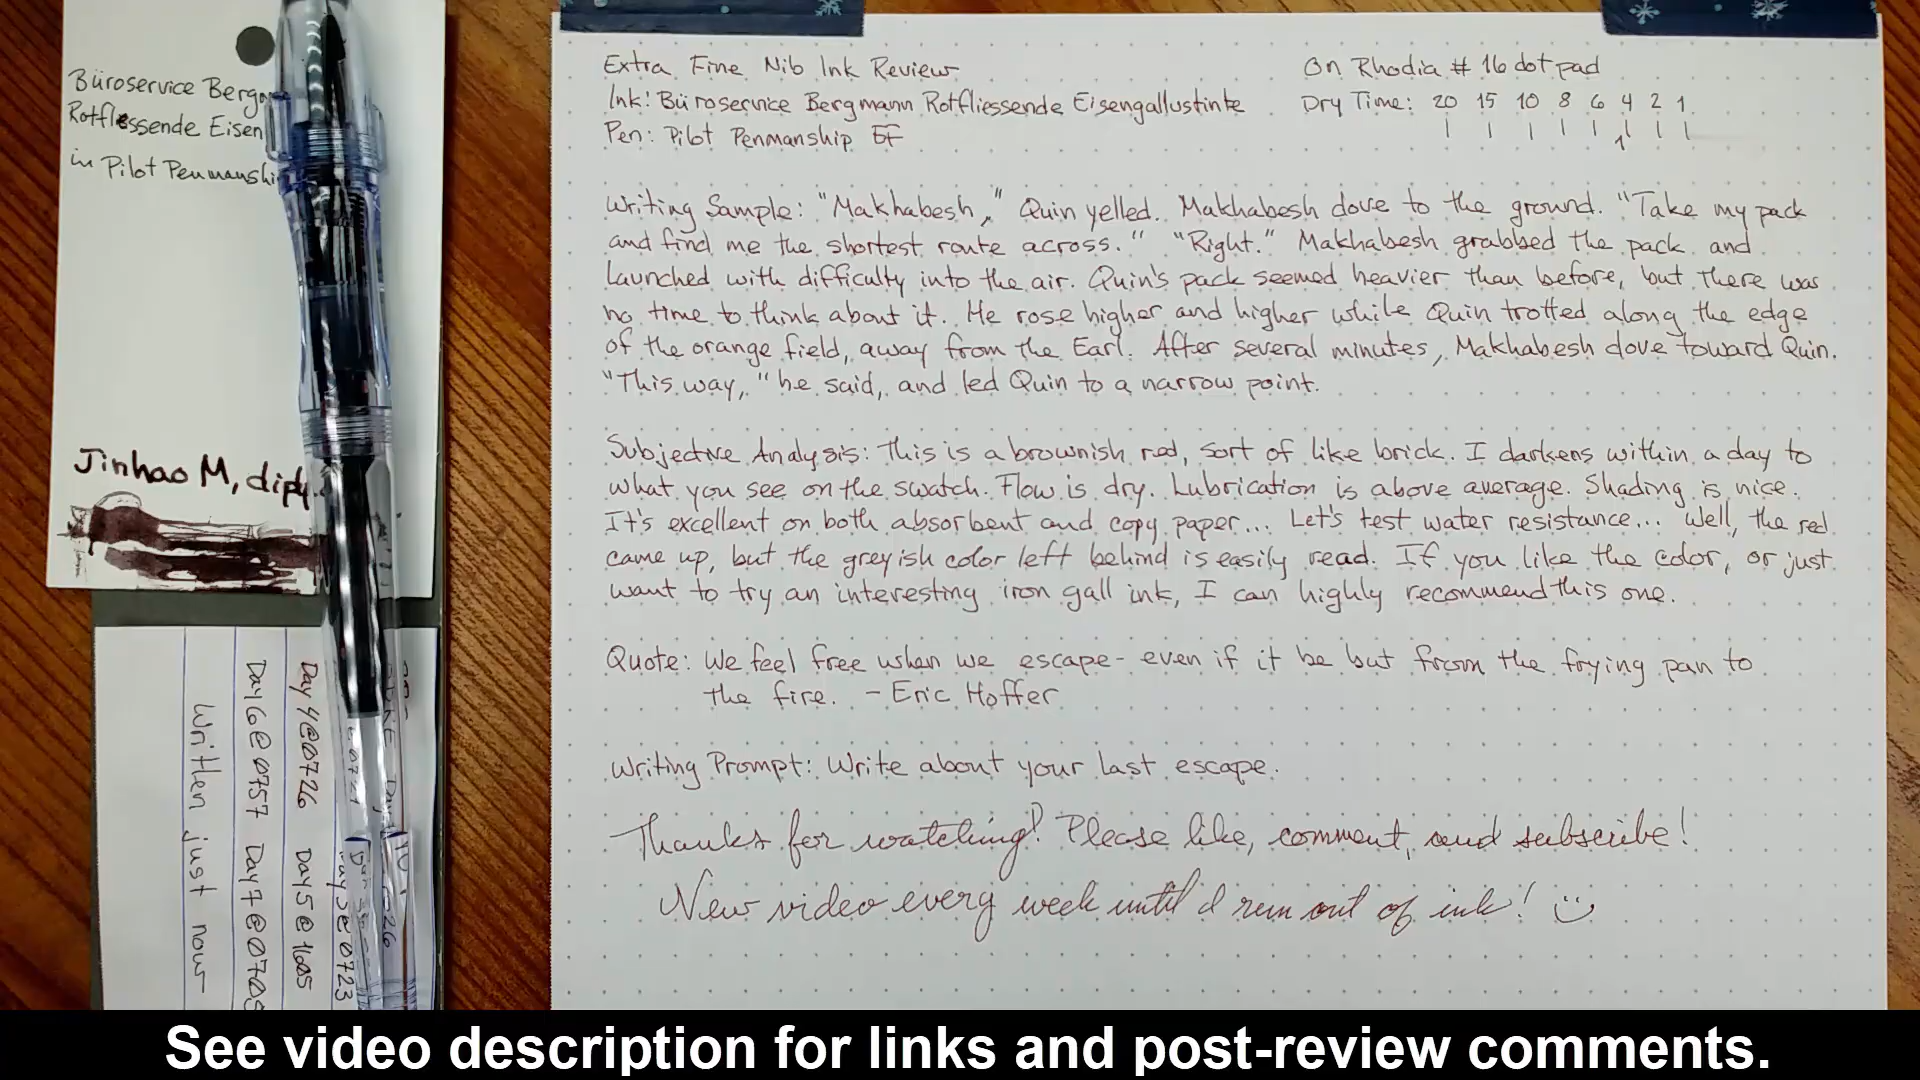 Büroservice Berg
Rotfliessende Eisen
in Pilot Penmanshi
Jinhao M, dip
Day 4@0726 Day 5@1605
Day 6@0757 Day 7@070
Written just now
Extra Fine Nib Ink Review
On Rhodia # 16 dot pad
Ink: Büroservice Bergmann Rotfliessende Eisengallustinte
Dry Time: 20 15 10 8 6 4 2 1
Pen: Pilot Penmanship EF
Writing Sample: "Makhabesh," Quin yelled. Makhabesh dove to the ground. "Take my pack
and find me the shortest route across." "Right." Makhabesh grabbed the pack and
launched with difficulty into the air. Quin's pack seemed heavier than before, but there was
no time to think about it. He rose higher and higher while Quin trotted along the edge
of the orange field, away from the Earl. After several minutes, Makhabesh dove toward Quin.
"This way," he said, and led Quin to a narrow point.
Subjective Analysis: This is a brownish red, sort of like brick. I darkens within a day to
what you see on the swatch. Flow is dry. Lubrication is above average. Shading is nice.
It's excellent on both absorbent and copy paper... Let's test water resistance... Well, the red
came up, but the greyish color left behind is easily read. If you like the color, or just
want to try an interesting iron gall ink, I can highly recommend this one.
Quote: We feel free when we escape - even if it be but from the frying pan to
the fire. - Eric Hoffer
Writing Prompt: Write about your last escape.
Thanks for watching! Please like, comment, and subscribe!
New video every week until I run out of ink!
See video description for links and post-review comments.